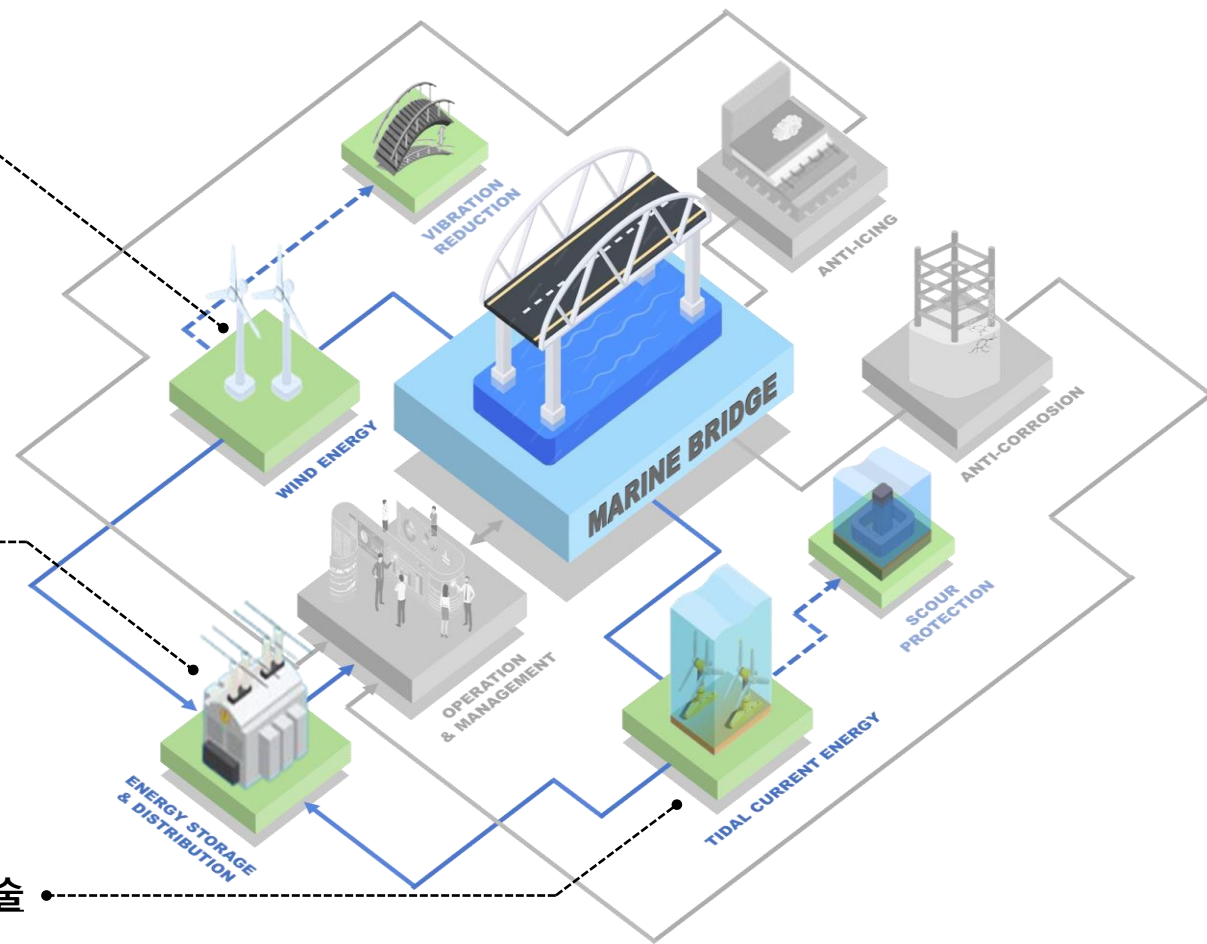 VIBRATION
REDUCTION
ANTI-ICING
MARINE BRIDGE
ANTI-CORROSION
WIND ENERGY
SCOUR
PROTECTION
OPERATION
& MANAGEMENT
TIDAL CURRENT ENERGY
ENERGY STORAGE
& DISTRIBUTION
술